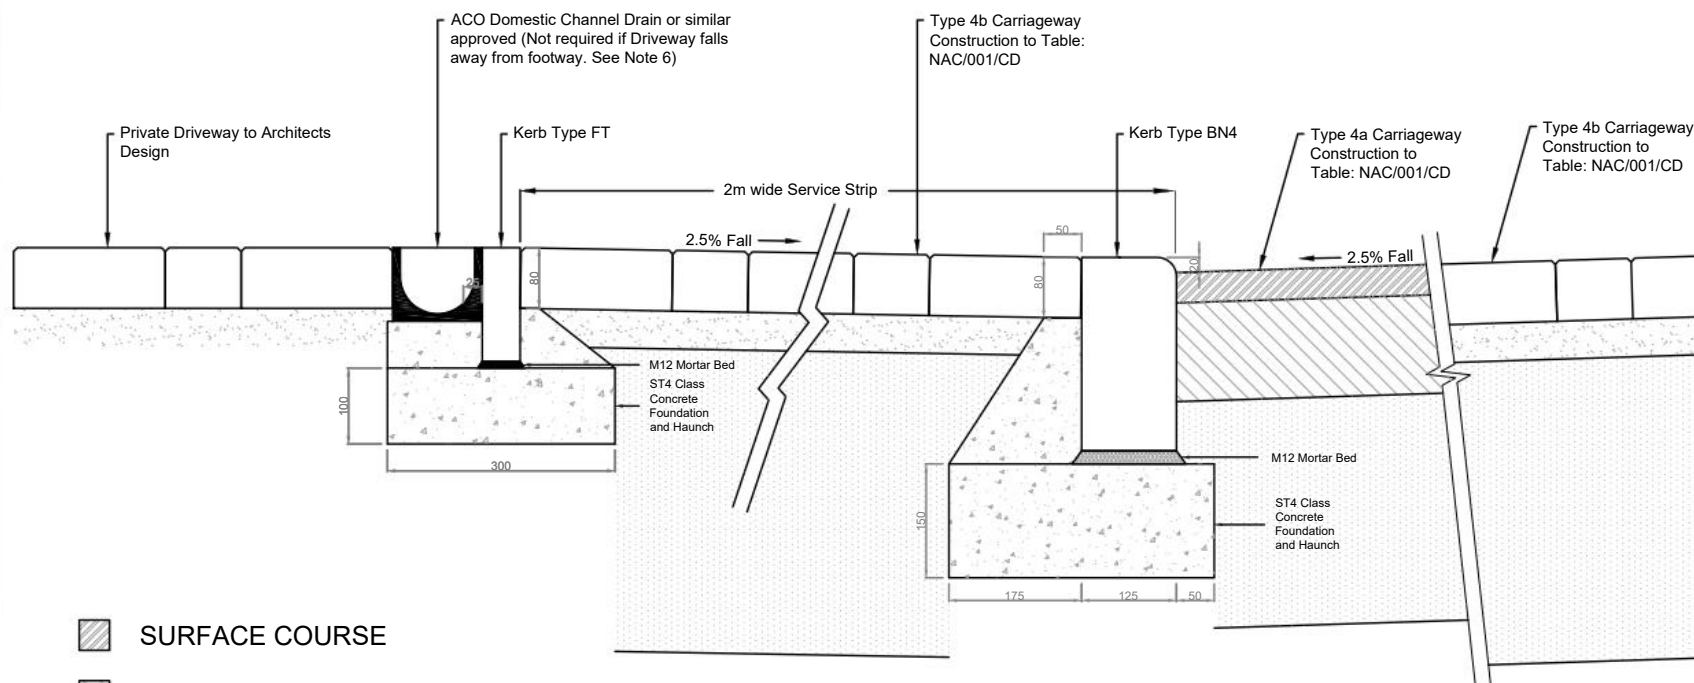 ACO Domestic Channel Drain or similar
approved (Not required if Driveway falls
away from footway. See Note 6)
Type 4b Carriageway
Construction to Table:
NAC/001/CD
Private Driveway to Architects
Design
Kerb Type FT
Kerb Type BN4
Type 4a Carriageway
Construction to
Table: NAC/001/CD
Type 4b Carriageway
Construction to
Table: NAC/001/CD
2m wide Service Strip
2.5% Fall
50
20
2.5% Fall
25
80
80
M12 Mortar Bed
ST4 Class
Concrete
Foundation
and Haunch
100
300
M12 Mortar Bed
ST4 Class
Concrete
Foundation
and Haunch
150
175
125
50
SURFACE COURSE